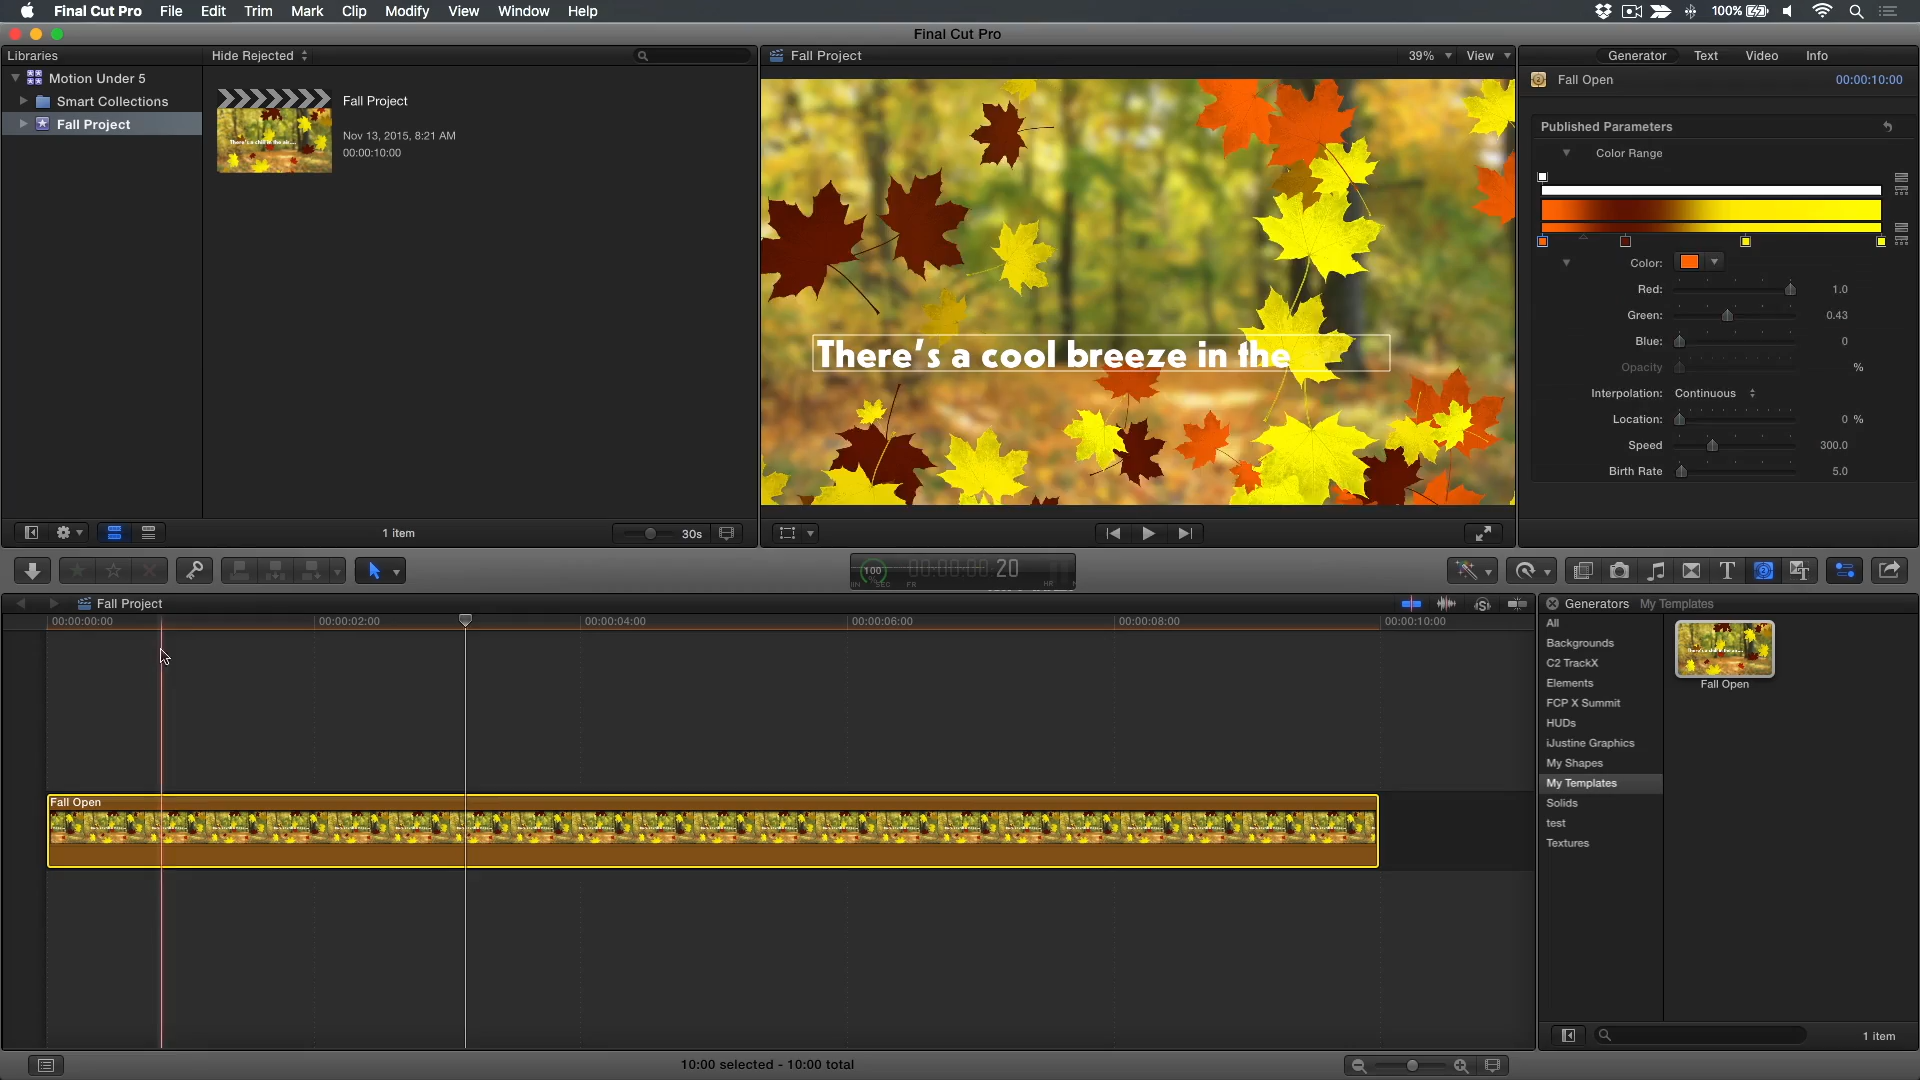 Final Cut Pro File Edit Trim Mark Clip Modify View Window Help 100%
Final Cut Pro
Libraries Hide Rejected Fall Project 39% View Generator Text Video Info
Motion Under 5
Smart Collections
Fall Project
Fall Project
Nov 13, 2015, 8:21 AM
00:00:10:00
There's a cool breeze in the
Fall Open 00:00:10:00
Published Parameters
Color Range
Color:
Red: 1.0
Green: 0.43
Blue: 0
Opacity %
Interpolation: Continuous
Location: 0 %
Speed 300.0
Birth Rate 5.0
1 item 30s
100 20
Fall Project
00:00:00:00 00:00:02:00 00:00:04:00 00:00:06:00 00:00:08:00 00:00:10:00
Fall Open
Generators My Templates
All
Backgrounds
C2 TrackX
Elements
FCP X Summit
HUDs
iJustine Graphics
My Shapes
My Templates
Solids
test
Textures
Fall Open
1 item
10:00 selected - 10:00 total